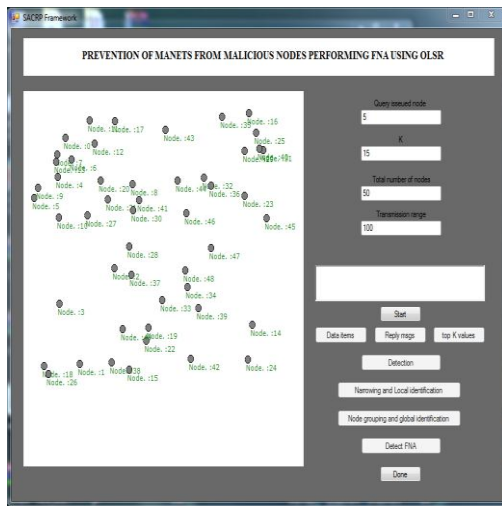 SACRP Framework
PREVENTION OF MANETS FROM MALICIOUS NODES PERFORMING FNA USING OLSR
Query isseued node
5
K
15
Total number of nodes
50
Transmission range
100
Start
Data items
Reply msgs
top K values
Detection
Narrowing and Local identification
Node grouping and global identification
Detect FNA
Done
Node. :17
Node. :16
Node. :43
Node. :25
Node. :12
Node. :6
Node. :4
Node. :20
Node. :8
Node. :32
Node. :36
Node. :9
Node. :5
Node. :41
Node. :23
Node. :10
Node. :27
Node. :30
Node. :46
Node. :45
Node. :28
Node. :47
Node. :37
Node. :48
Node. :34
Node. :3
Node. :33
Node. :39
Node. :19
Node. :14
Node. :22
Node. :18
Node. :1
Node. :38
Node. :42
Node. :24
Node. :26
Node. :15